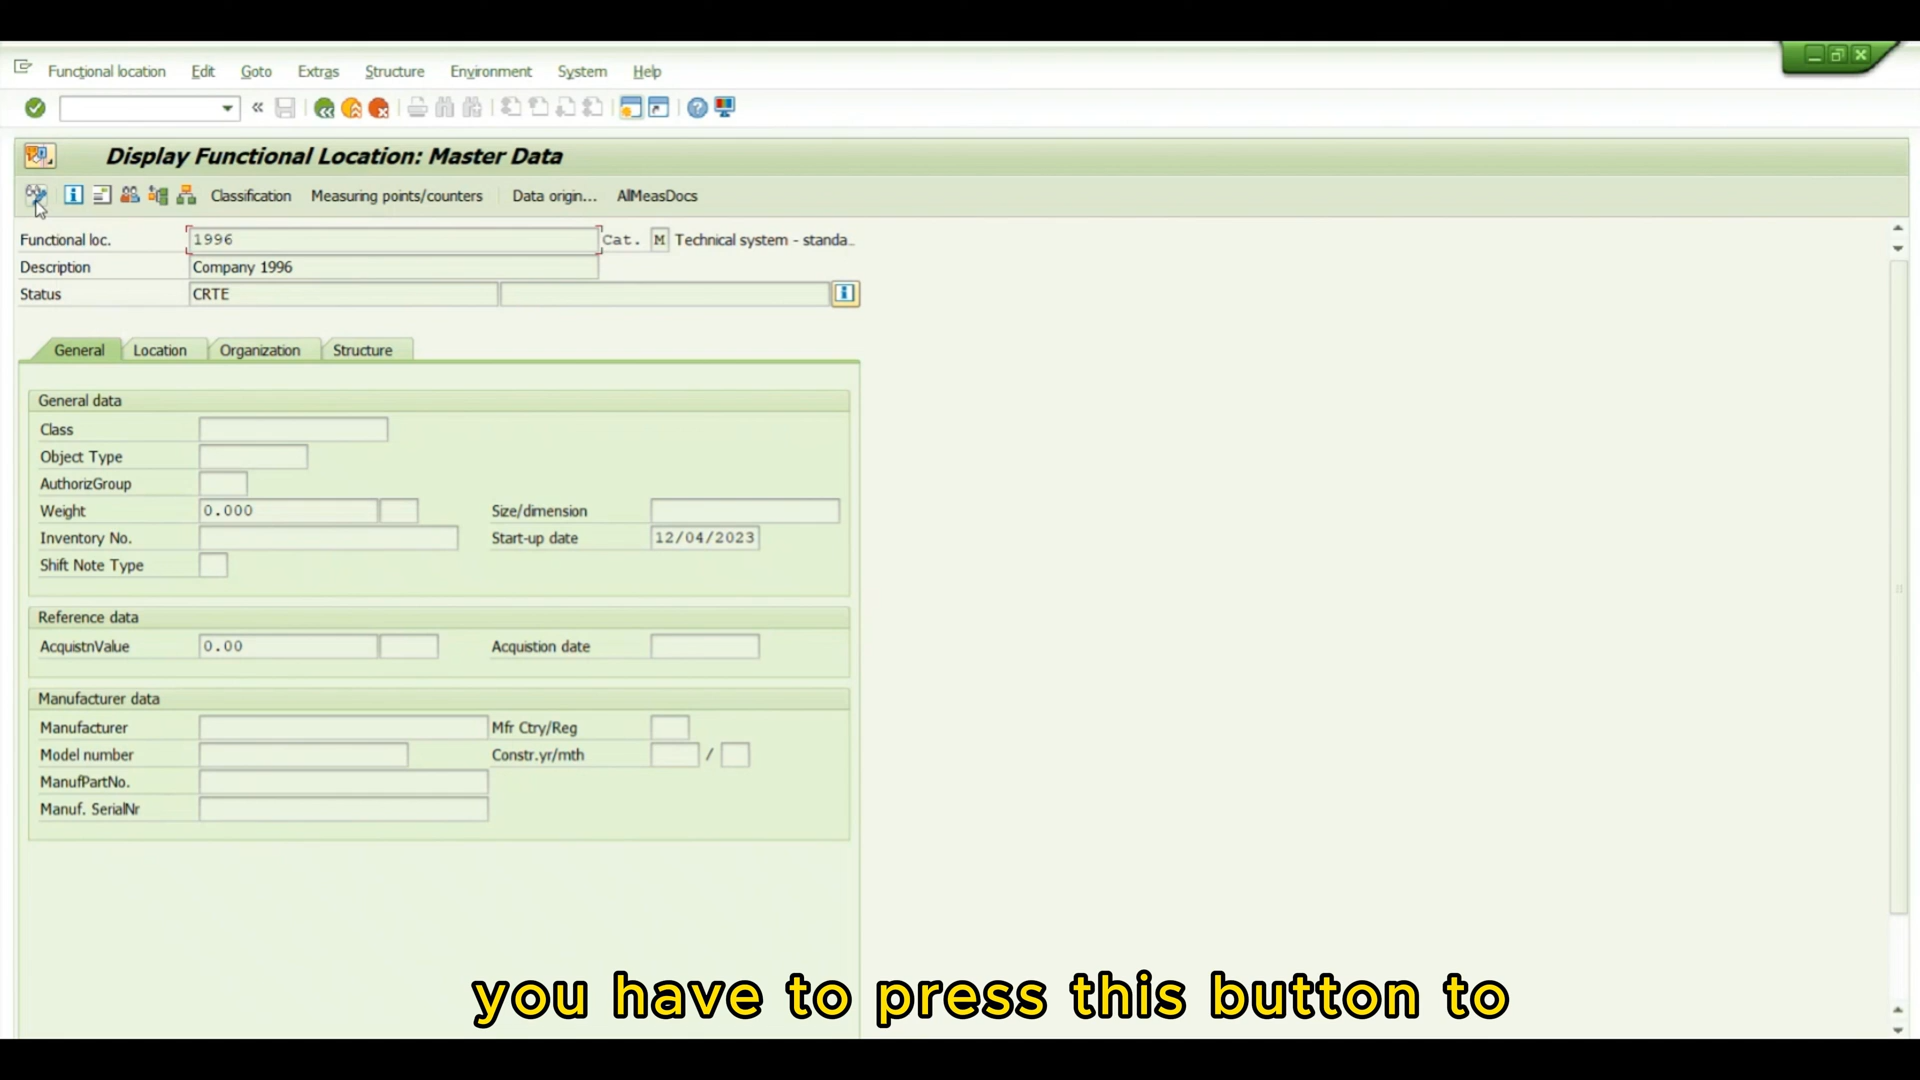 Functional location Edit Goto Extras Structure Environment System Help
Display Functional Location: Master Data
Classification Measuring points/counters Data origin... AllMeasDocs
Functional loc. 1996 Cat. M Technical system - standa..
Description Company 1996
Status CRTE
General Location Organization Structure
General data
Class
Object Type
AuthorizGroup
Weight 0.000 Size/dimension
Inventory No. Start-up date 12/04/2023
Shift Note Type
Reference data
AcquistnValue 0.00 Acquistion date
Manufacturer data
Manufacturer Mfr Ctry/Reg
Model number Constr.yr/mth /
ManufPartNo.
Manuf. SerialNr
you have to press this button to